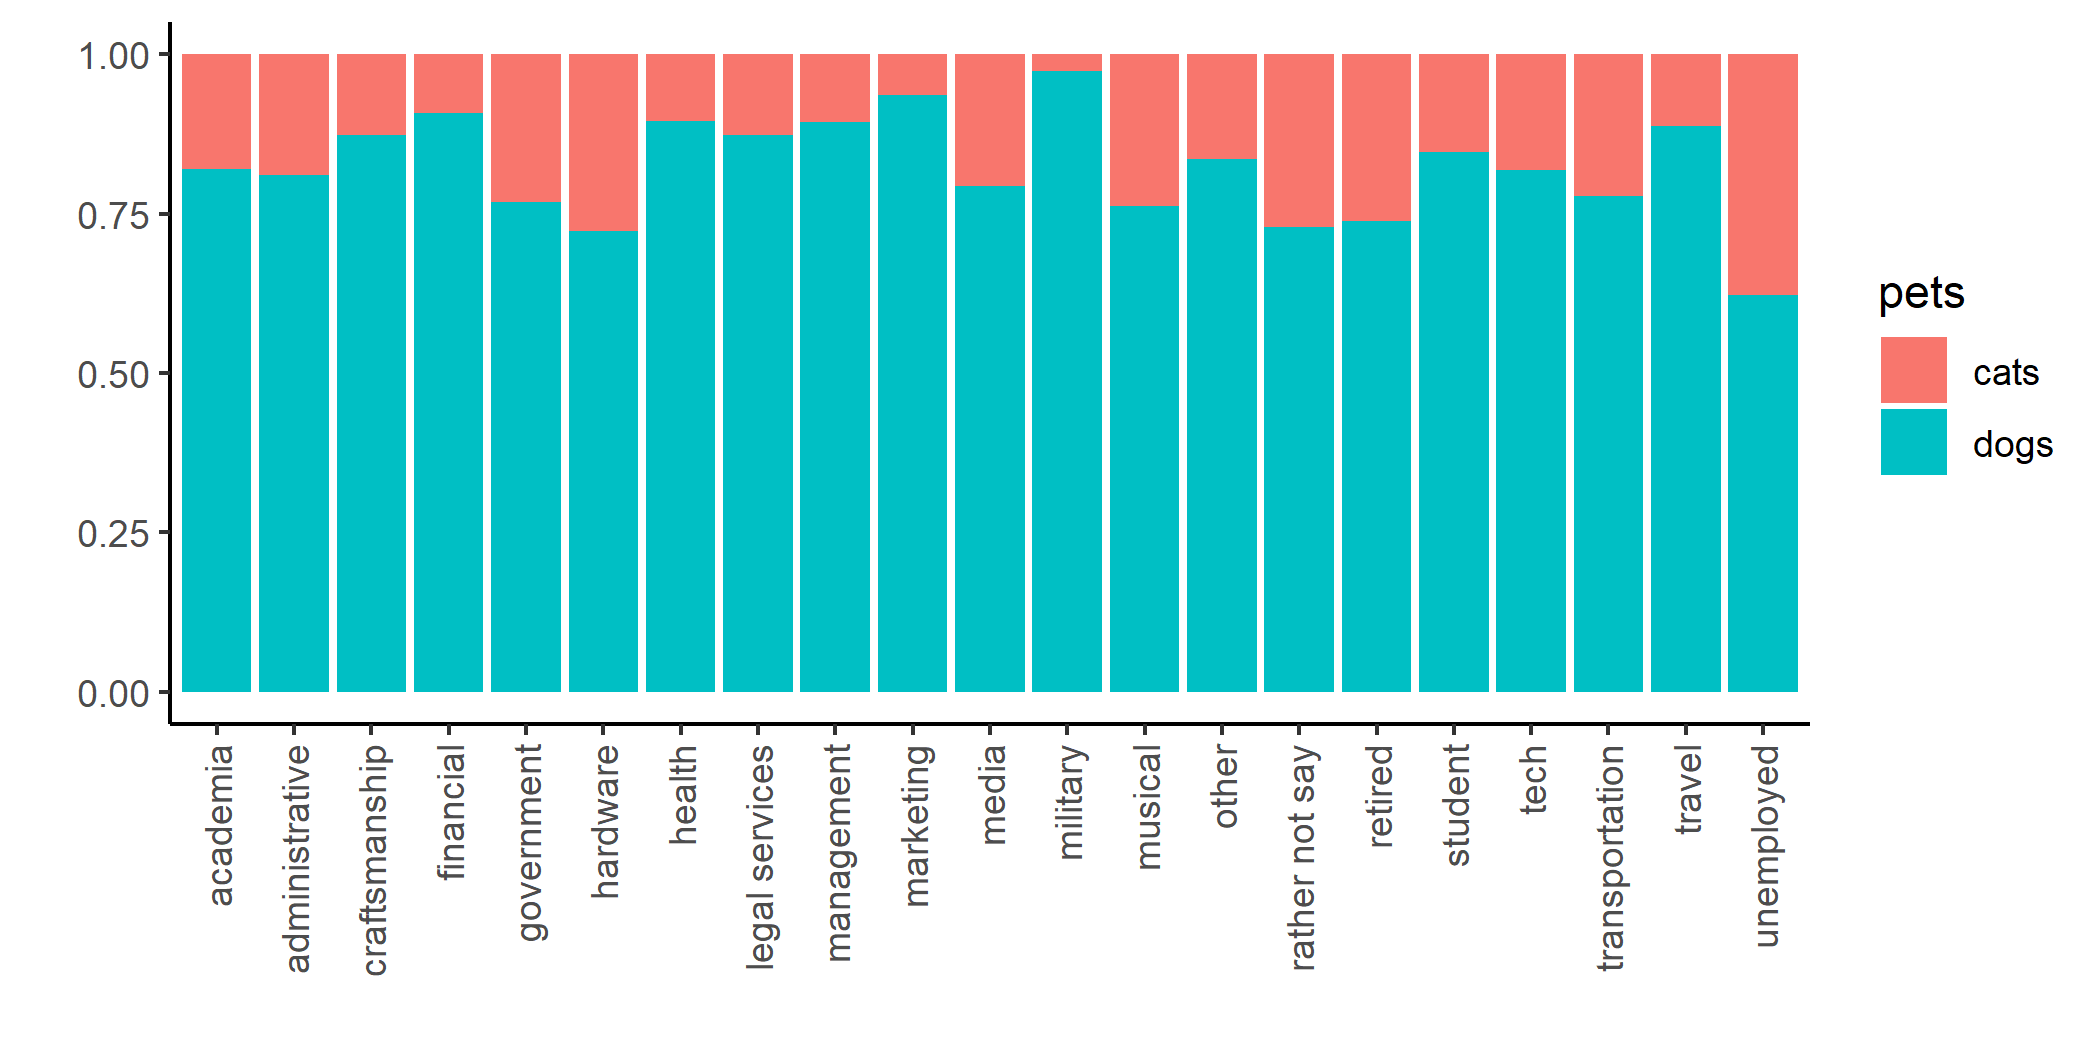 1.00
0.75
0.50
0.25
0.00
academia
administrative
craftsmanship
financial
government
hardware
health
legal services
management
marketing
media
military
musical
other
rather not say
retired
student
tech
transportation
travel
unemployed
pets
cats
dogs